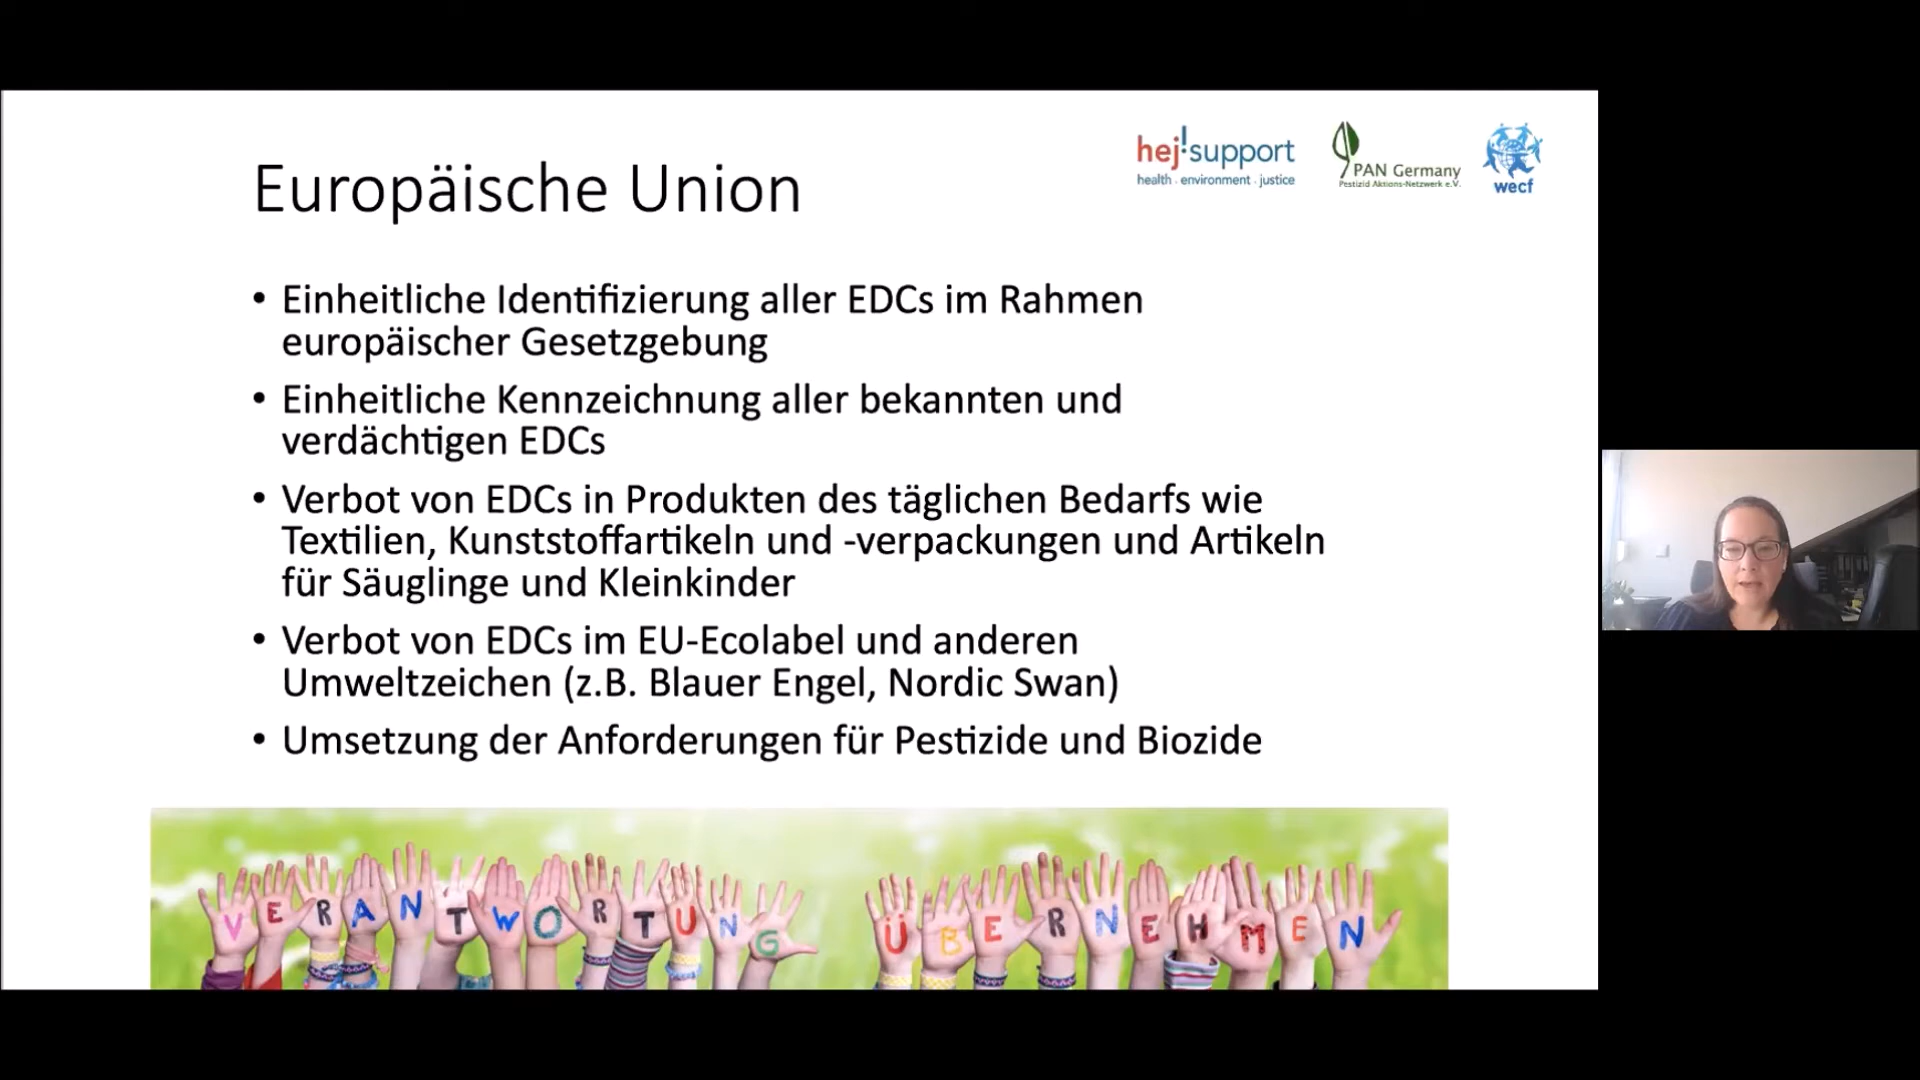 hej!support
health . environment . justice
PAN Germany
Pestizid Aktions-Netzwerk e.V.
wecf
Europäische Union
• Einheitliche Identifizierung aller EDCs im Rahmen
europäischer Gesetzgebung
• Einheitliche Kennzeichnung aller bekannten und
verdächtigen EDCs
• Verbot von EDCs in Produkten des täglichen Bedarfs wie
Textilien, Kunststoffartikeln und -verpackungen und Artikeln
für Säuglinge und Kleinkinder
• Verbot von EDCs im EU-Ecolabel und anderen
Umweltzeichen (z.B. Blauer Engel, Nordic Swan)
• Umsetzung der Anforderungen für Pestizide und Biozide
VERANTWORTUNG ÜBERNEHMEN